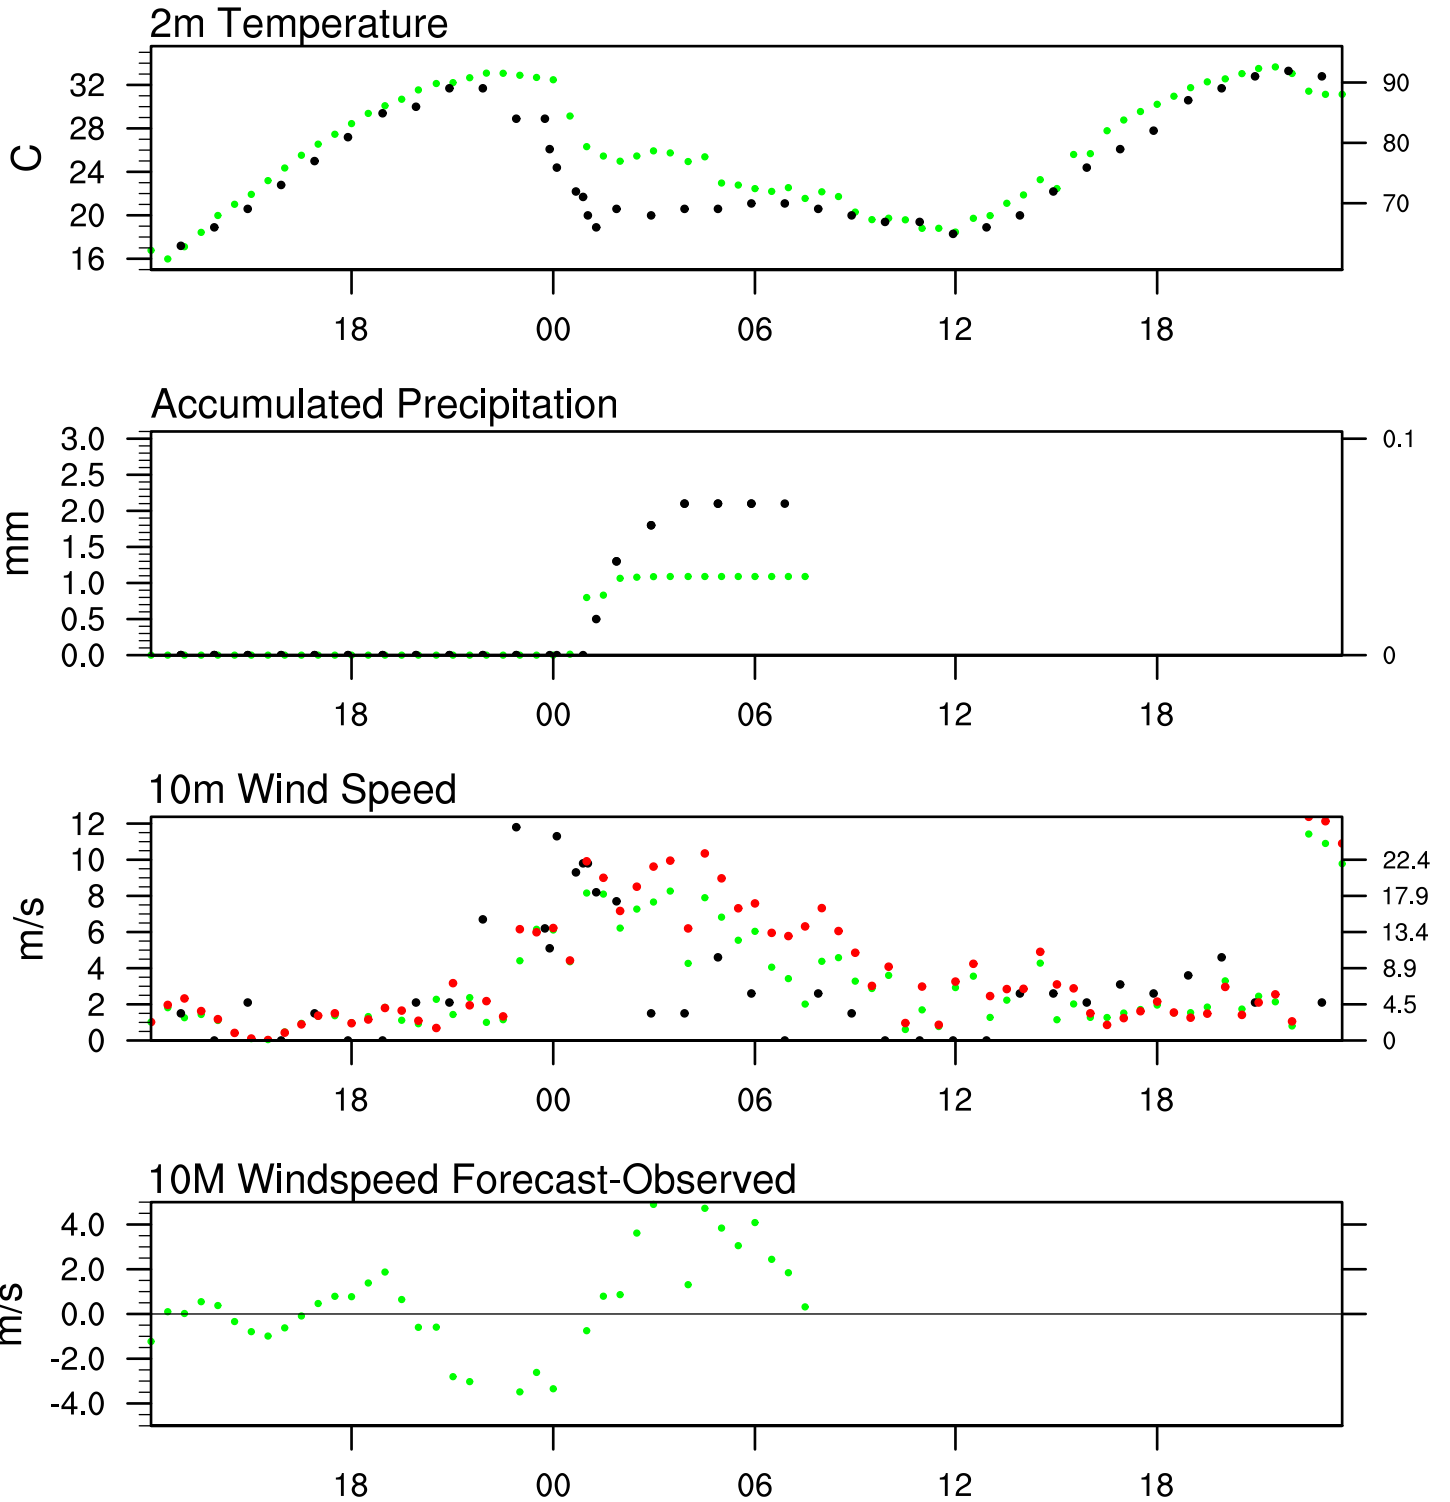 2m Temperature
C
32
28
24
20
16
90
80
70
18 00 06 12 18
Accumulated Precipitation
mm
3.0
2.5
2.0
1.5
1.0
0.5
0.0
0.1
0
18 00 06 12 18
10m Wind Speed
m/s
12
10
8
6
4
2
0
22.4
17.9
13.4
8.9
4.5
0
18 00 06 12 18
10M Windspeed Forecast-Observed
m/s
4.0
2.0
0.0
-2.0
-4.0
18 00 06 12 18